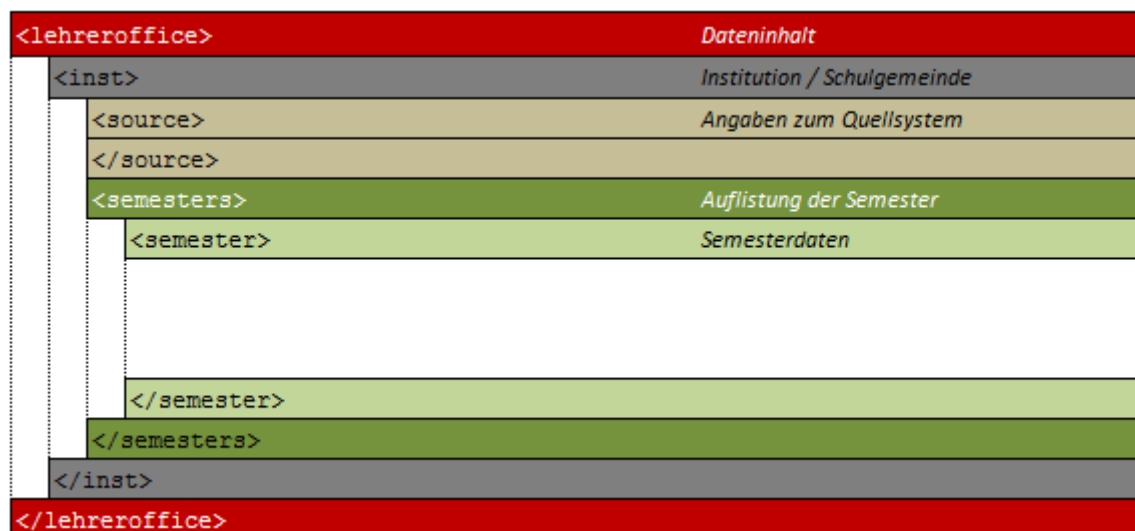 <lehreroffice> Dateninhalt
<inst> Institution / Schulgemeinde
<source> Angaben zum Quellsystem
</source>
<semesters> Auflistung der Semester
<semester> Semesterdaten
</semester>
</semesters>
</inst>
</lehreroffice>